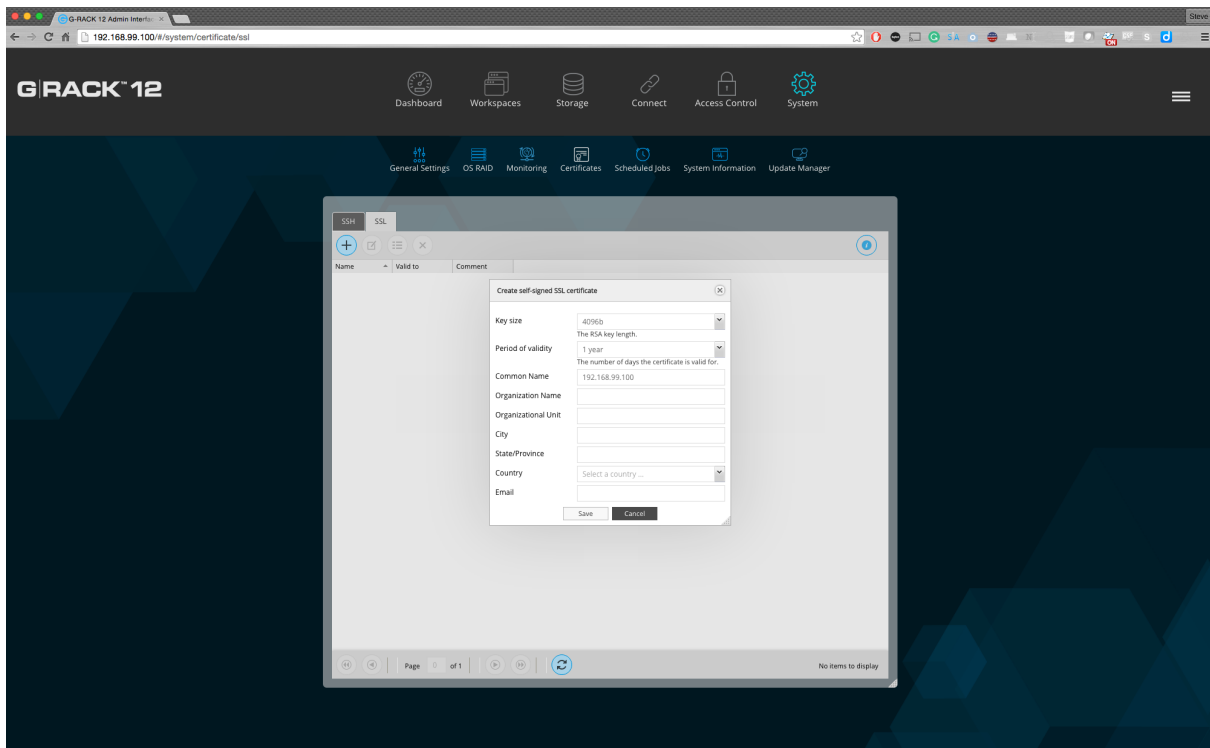 G-RACK 12 Admin Interfac
Steve
192.168.99.100/#/system/certificate/ssl
G|RACK™ 12
Dashboard Workspaces Storage Connect Access Control System
General Settings OS RAID Monitoring Certificates Scheduled Jobs System Information Update Manager
SSH SSL
Name Valid to Comment
Create self-signed SSL certificate
Key size 4096b
The RSA key length.
Period of validity 1 year
The number of days the certificate is valid for.
Common Name 192.168.99.100
Organization Name
Organizational Unit
City
State/Province
Country Select a country ...
Email
Save Cancel
Page 0 of 1 No items to display